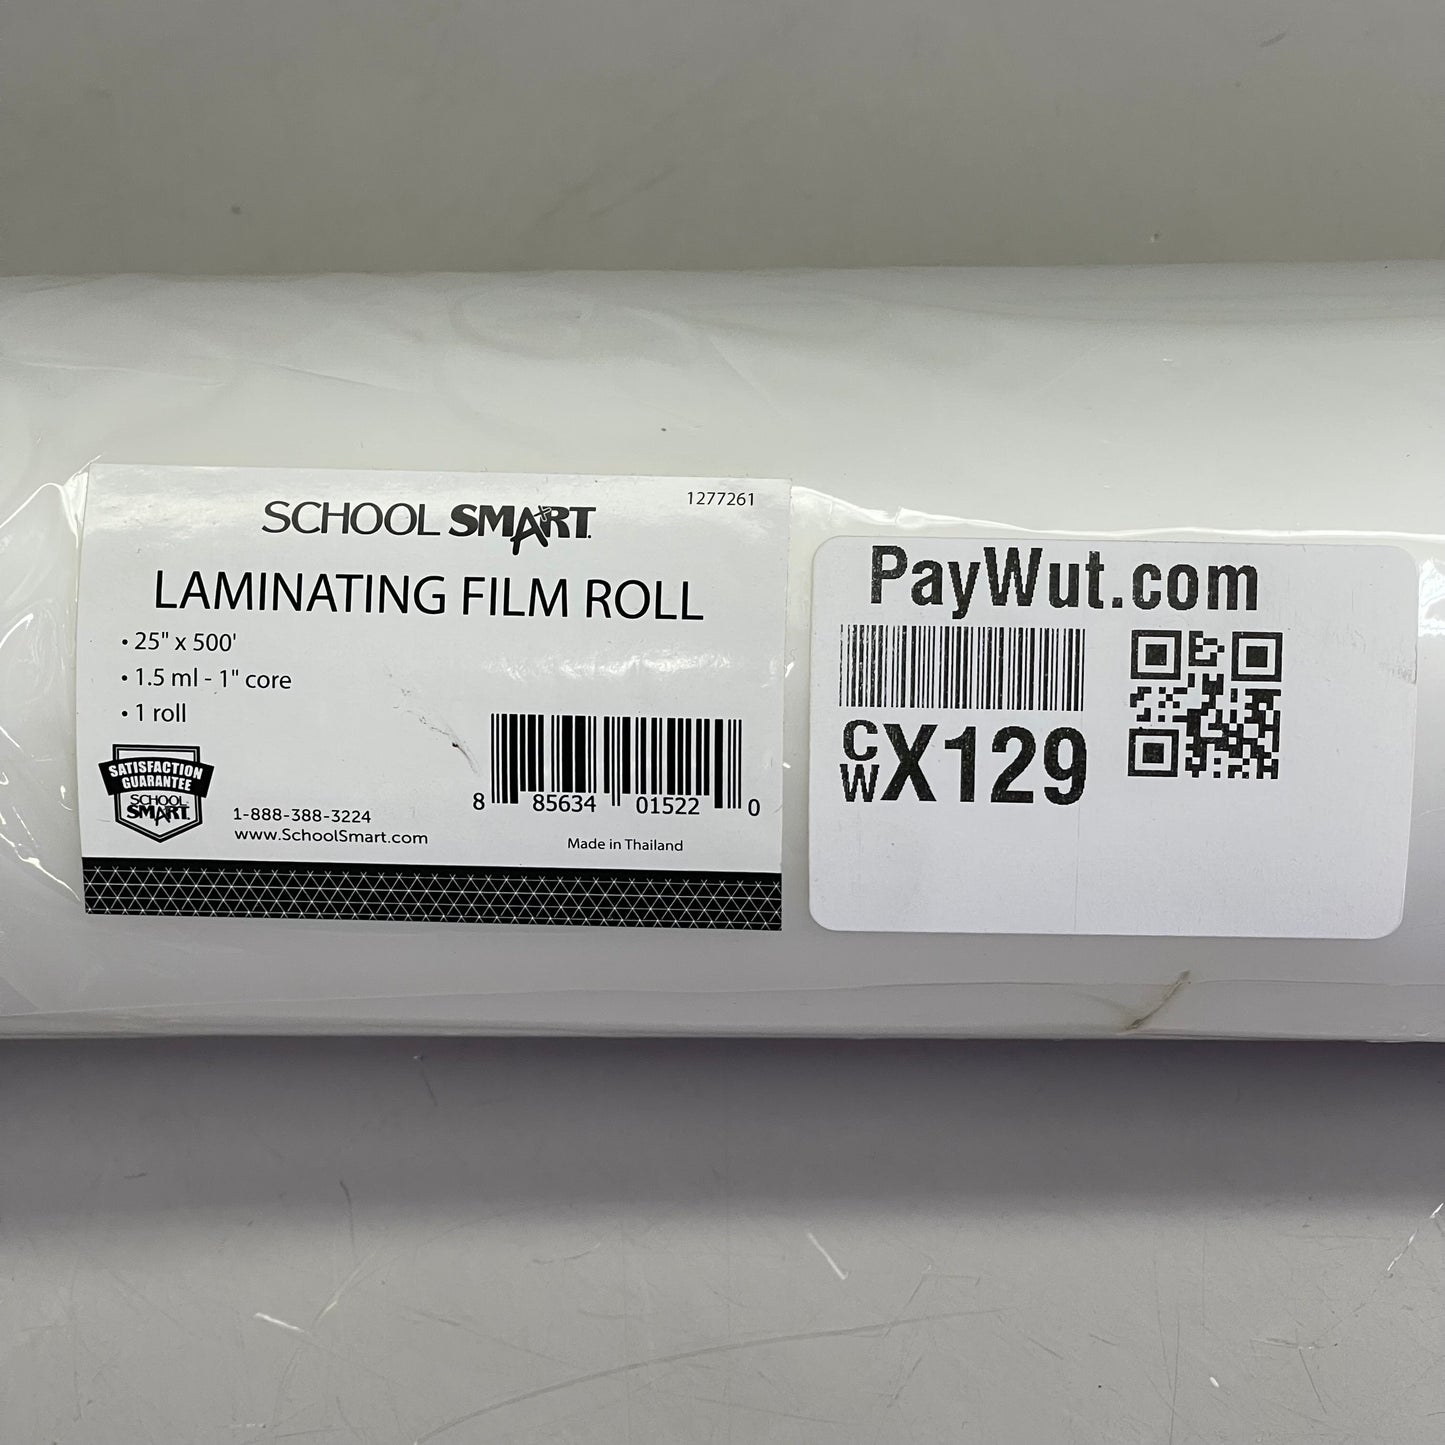 SCHOOL SMART.
1277261
LAMINATING FILM ROLL
• 25" x 500'
• 1.5 ml - 1" core
• 1 roll
SATISFACTION
GUARANTEE
SCHOOL
SMART.
1-888-388-3224
www.SchoolSmart.com
8 85634 01522 0
Made in Thailand
PayWut.com
CW X129